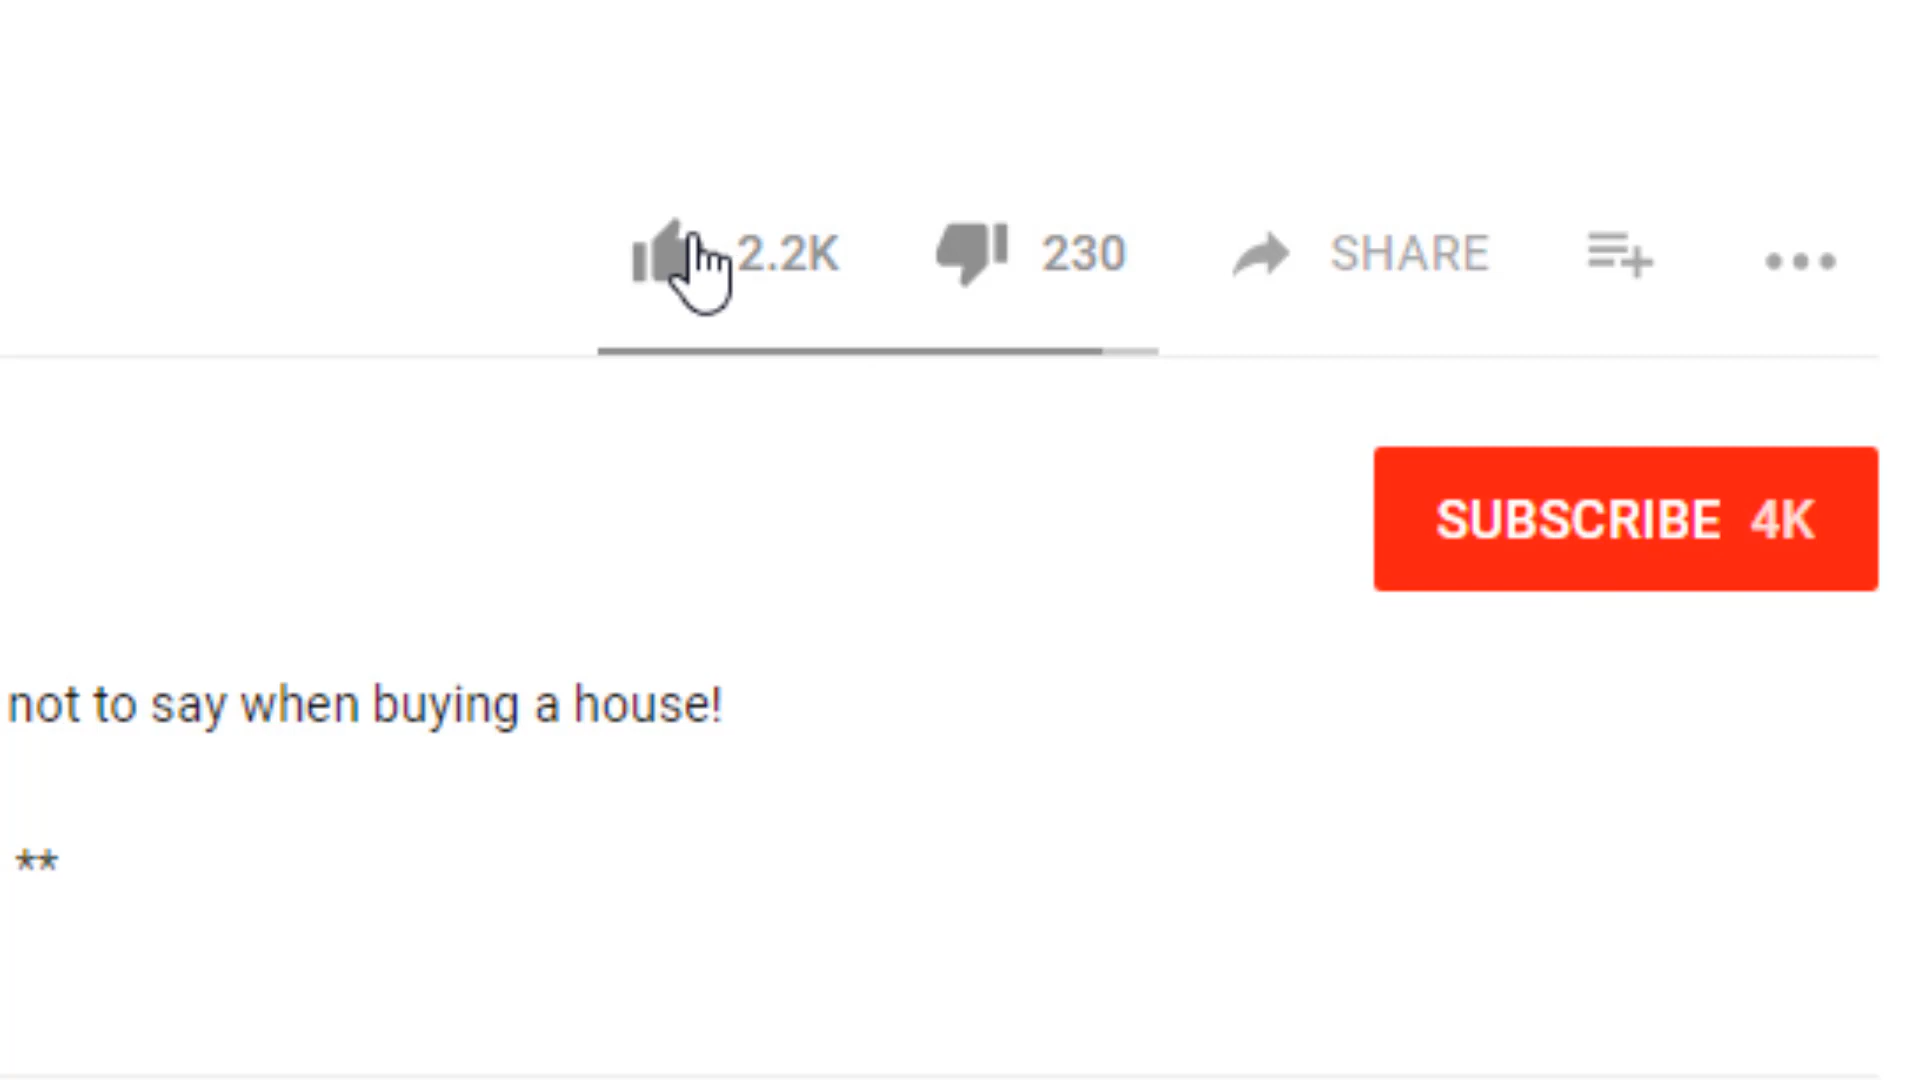 2.2K 230 SHARE
SUBSCRIBE 4K
not to say when buying a house!
**